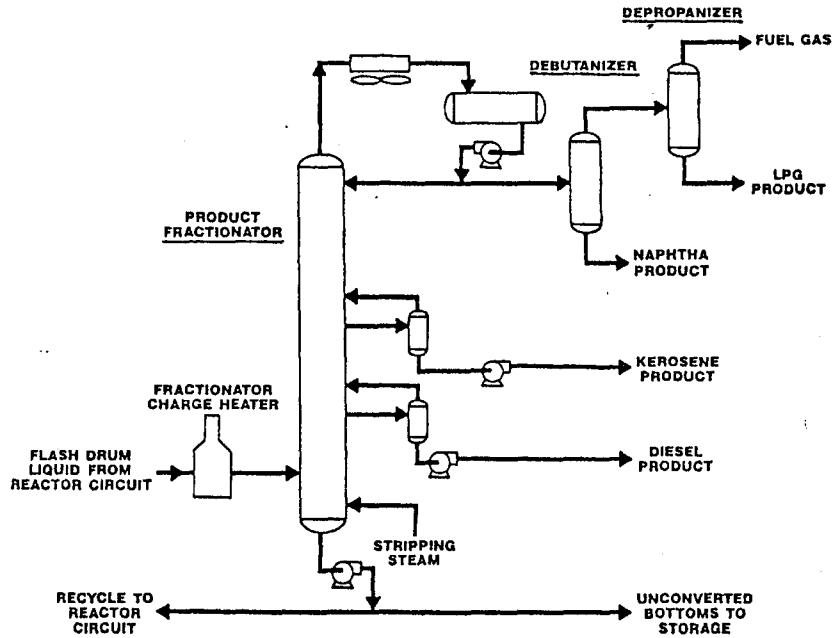 DEPROPANIZER
FUEL GAS
DEBUTANIZER
LPG
PRODUCT
PRODUCT
FRACTIONATOR
NAPHTHA
PRODUCT
KEROSENE
PRODUCT
FRACTIONATOR
CHARGE HEATER
FLASH DRUM
LIQUID FROM
REACTOR CIRCUIT
DIESEL
PRODUCT
STRIPPING
STEAM
RECYCLE TO
REACTOR
CIRCUIT
UNCONVERTED
BOTTOMS TO
STORAGE